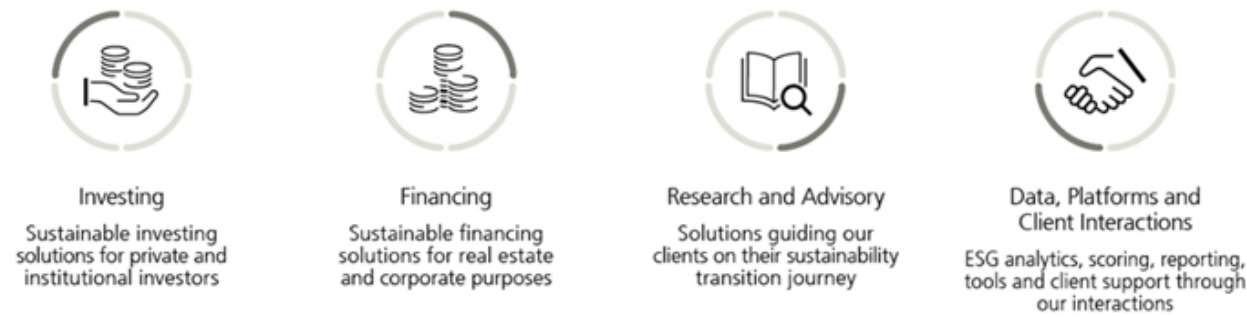 Investing
Sustainable investing
solutions for private and
institutional investors
Financing
Sustainable financing
solutions for real estate
and corporate purposes
Research and Advisory
Solutions guiding our
clients on their sustainability
transition journey
Data, Platforms and
Client Interactions
ESG analytics, scoring, reporting,
tools and client support through
our interactions